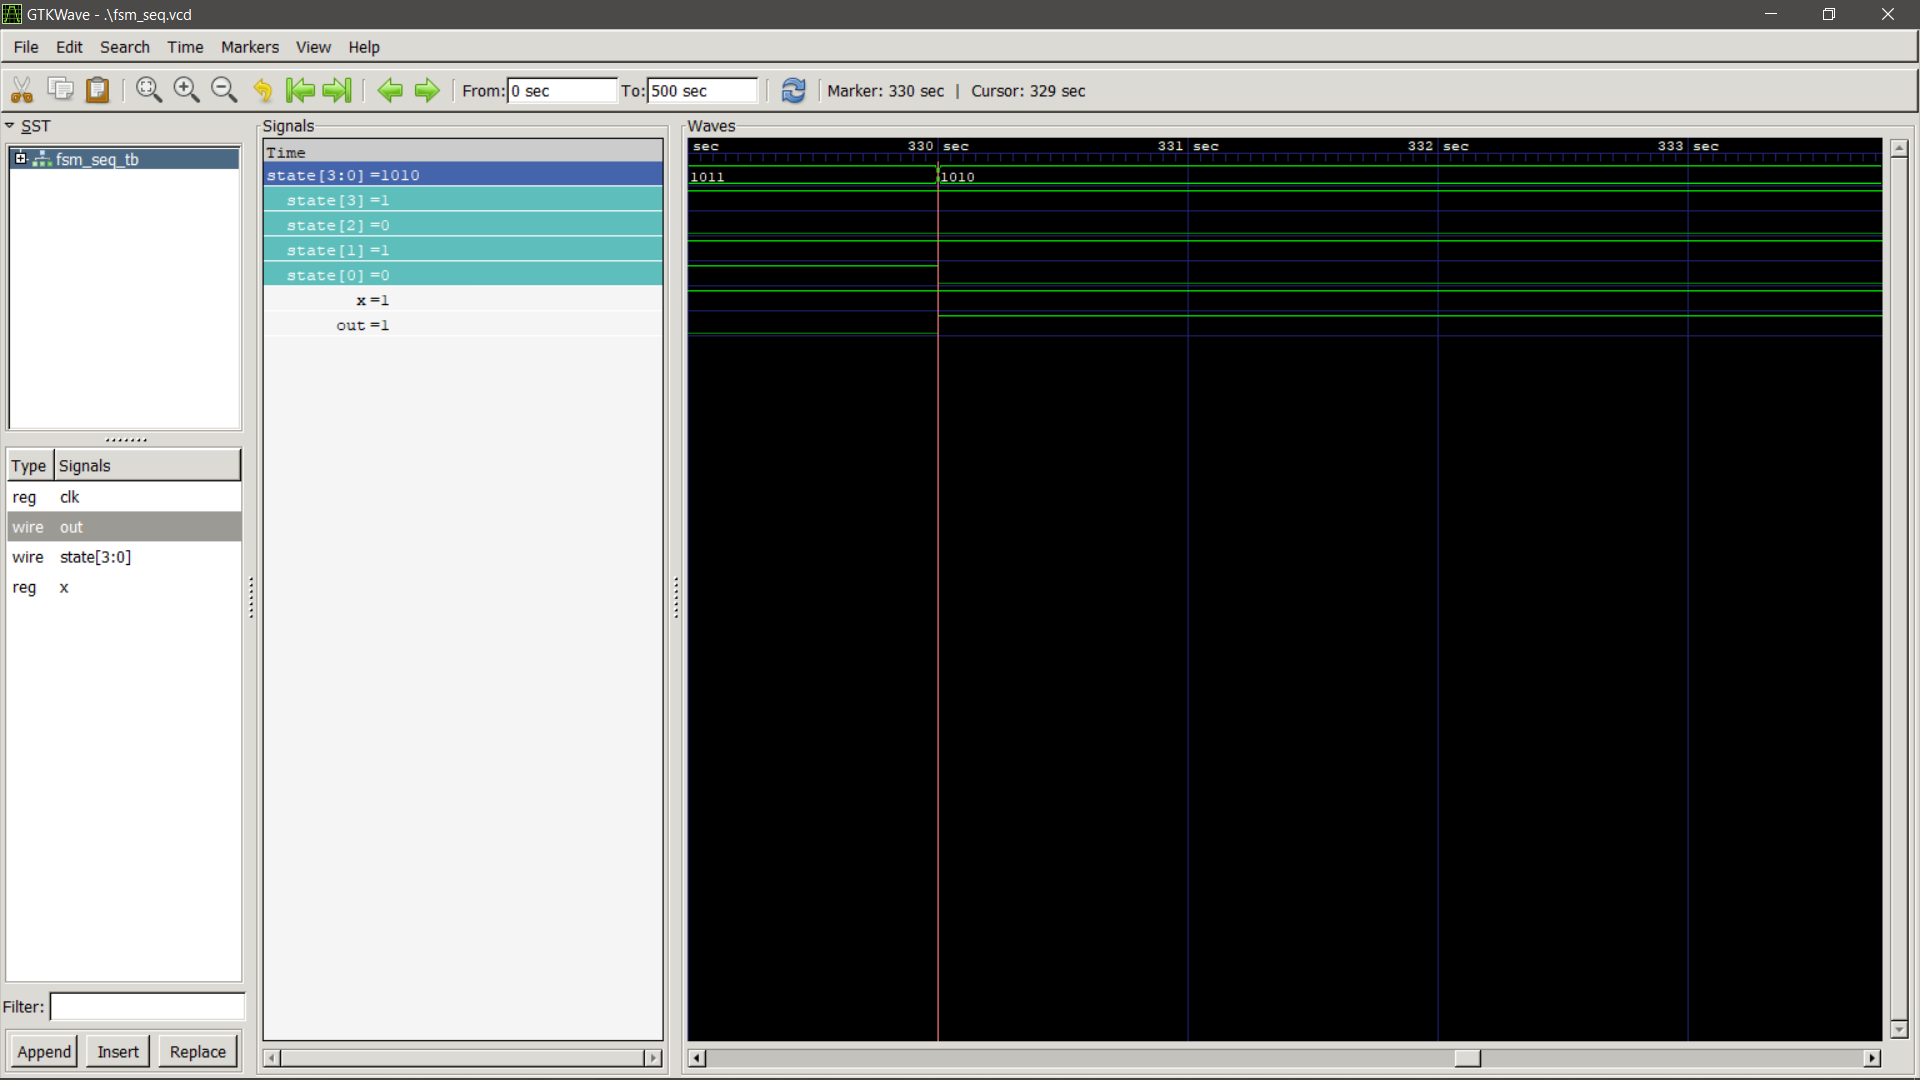 GTKWave - .\fsm_seq.vcd
File Edit Search Time Markers View Help
From: 0 sec To: 500 sec Marker: 330 sec | Cursor: 329 sec
SST
fsm_seq_tb
Type Signals
reg clk
wire out
wire state[3:0]
reg x
Filter:
Append Insert Replace
Signals
Time
state[3:0] =1010
state[3] =1
state[2] =0
state[1] =1
state[0] =0
x =1
out =1
Waves
sec 330 sec 331 sec 332 sec 333 sec
1011 1010